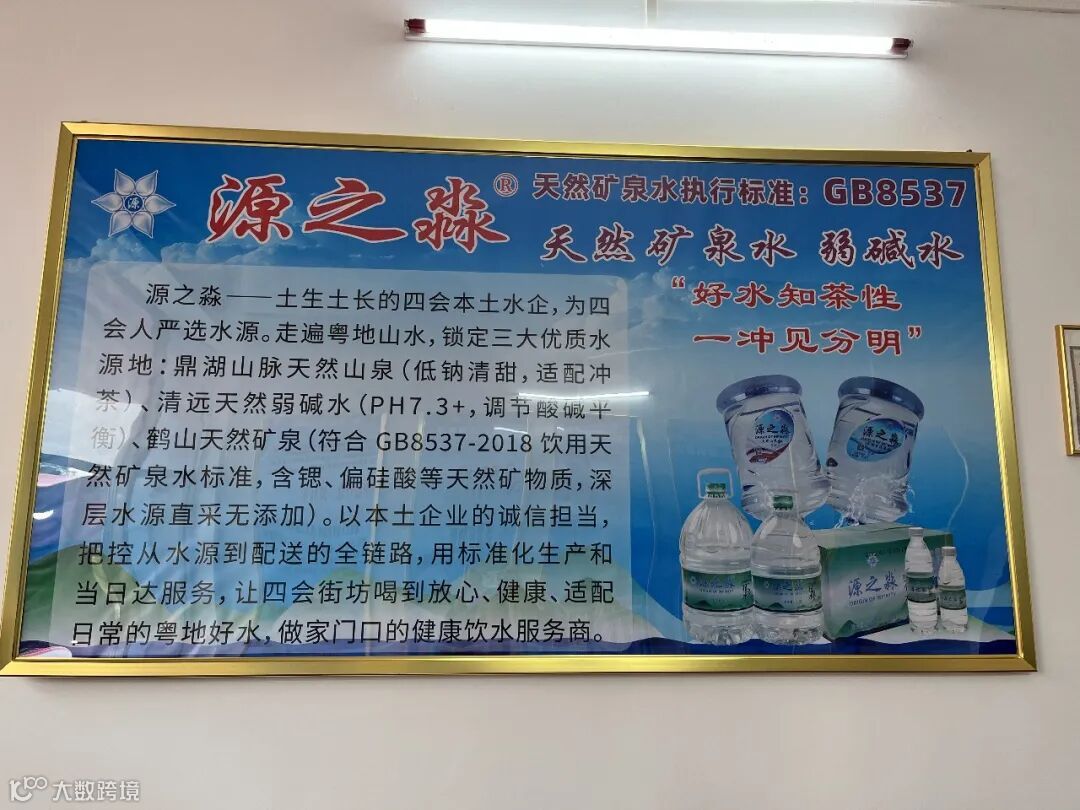 源
源之淼®
天然矿泉水执行标准：GB8537
天然矿泉水 弱碱水
“好水知茶性
一冲见分明”
源之淼——土生土长的四会本土水企，为四
会人严选水源。走遍粤地山水，锁定三大优质水
源地：鼎湖山脉天然山泉（低钠清甜，适配冲
茶）、清远天然弱碱水（PH7.3+，调节酸碱平
衡）、鹤山天然矿泉（符合 GB8537-2018 饮用天
然矿泉水标准，含锶、偏硅酸等天然矿物质，深
层水源直采无添加）。以本土企业的诚信担当，
把控从水源到配送的全链路，用标准化生产和
当日达服务，让四会街坊喝到放心、健康、适配
日常的粤地好水，做家门口的健康饮水服务商。
源之淼
源之淼
源之淼
源之淼
ORIGIN OF INFINITY
大数跨境